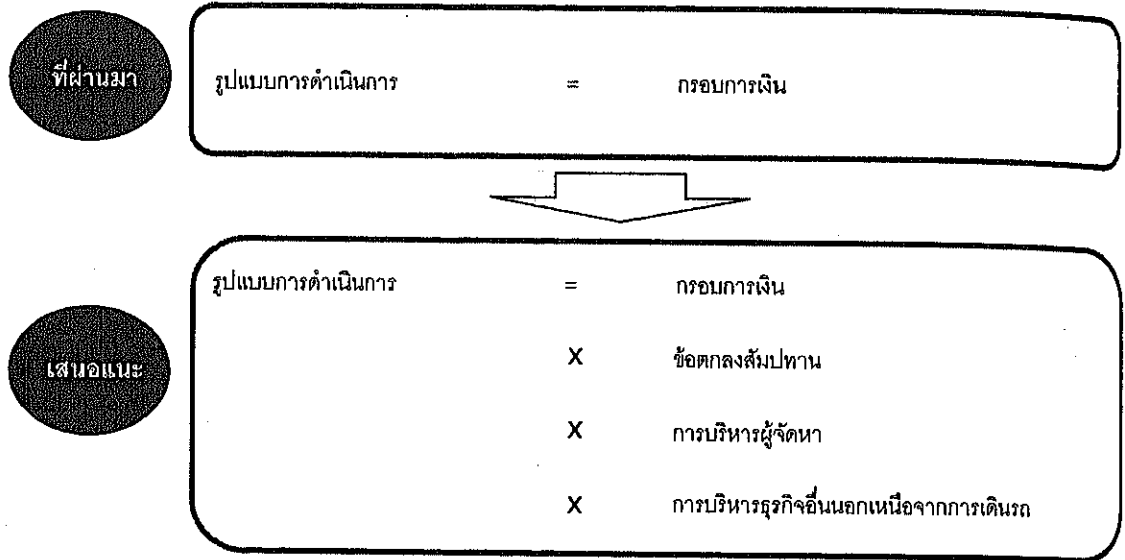 ที่ผ่านมา
รูปแบบการดำเนินการ = กรอบการเงิน
เสนอแนะ
รูปแบบการดำเนินการ = กรอบการเงิน
X ข้อตกลงสัมปทาน
X การบริหารผู้จัดหา
X การบริหารธุรกิจอื่นนอกเหนือจากการเดินรถ